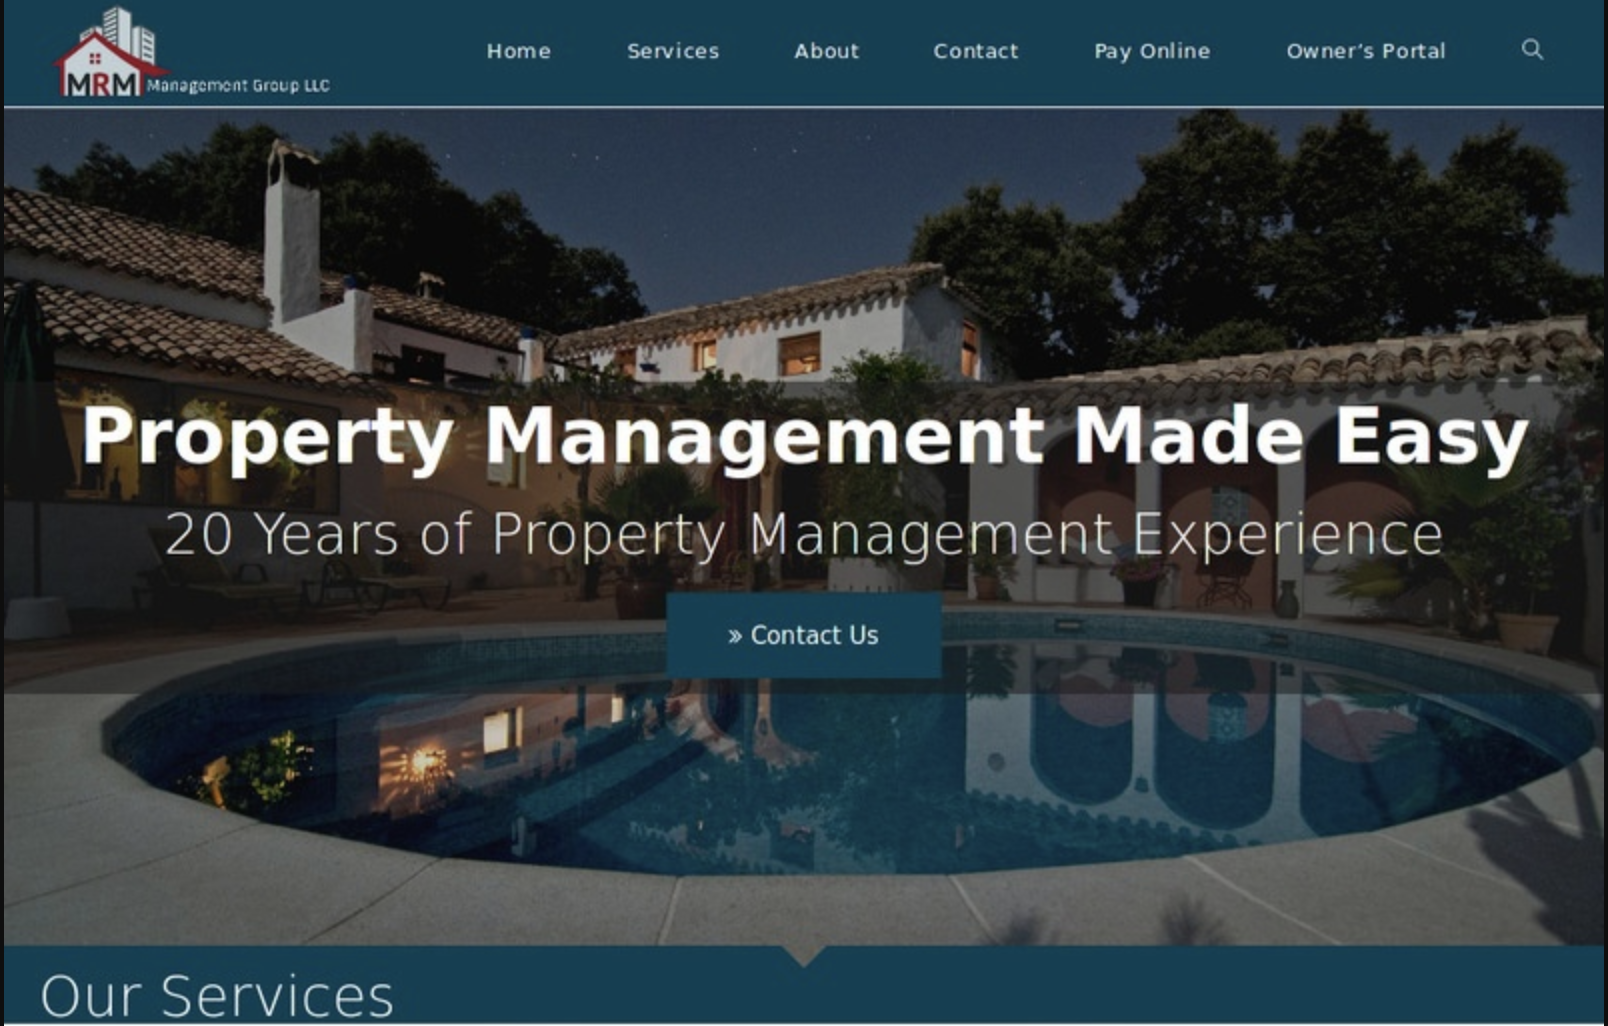 MRM Management Group LLC
Home Services About Contact Pay Online Owner’s Portal
Property Management Made Easy
20 Years of Property Management Experience
» Contact Us
Our Services